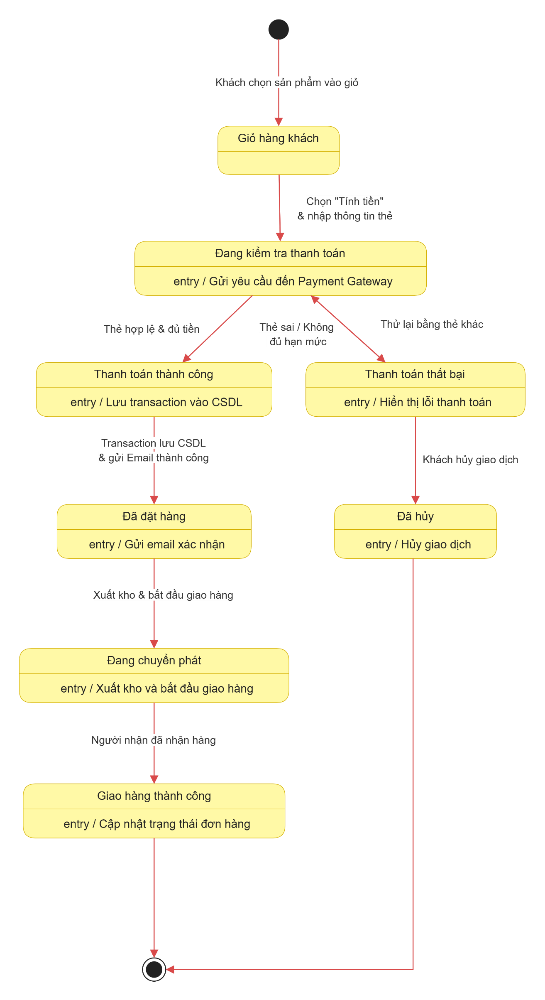 Khách chọn sản phẩm vào giỏ
Giỏ hàng khách
Chọn "Tính tiền"
& nhập thông tin thẻ
Đang kiểm tra thanh toán
entry / Gửi yêu cầu đến Payment Gateway
Thẻ hợp lệ & đủ tiền
Thẻ sai / Không
đủ hạn mức
Thử lại bằng thẻ khác
Thanh toán thành công
entry / Lưu transaction vào CSDL
Thanh toán thất bại
entry / Hiển thị lỗi thanh toán
Transaction lưu CSDL
& gửi Email thành công
Khách hủy giao dịch
Đã đặt hàng
entry / Gửi email xác nhận
Đã hủy
entry / Hủy giao dịch
Xuất kho & bắt đầu giao hàng
Đang chuyển phát
entry / Xuất kho và bắt đầu giao hàng
Người nhận đã nhận hàng
Giao hàng thành công
entry / Cập nhật trạng thái đơn hàng